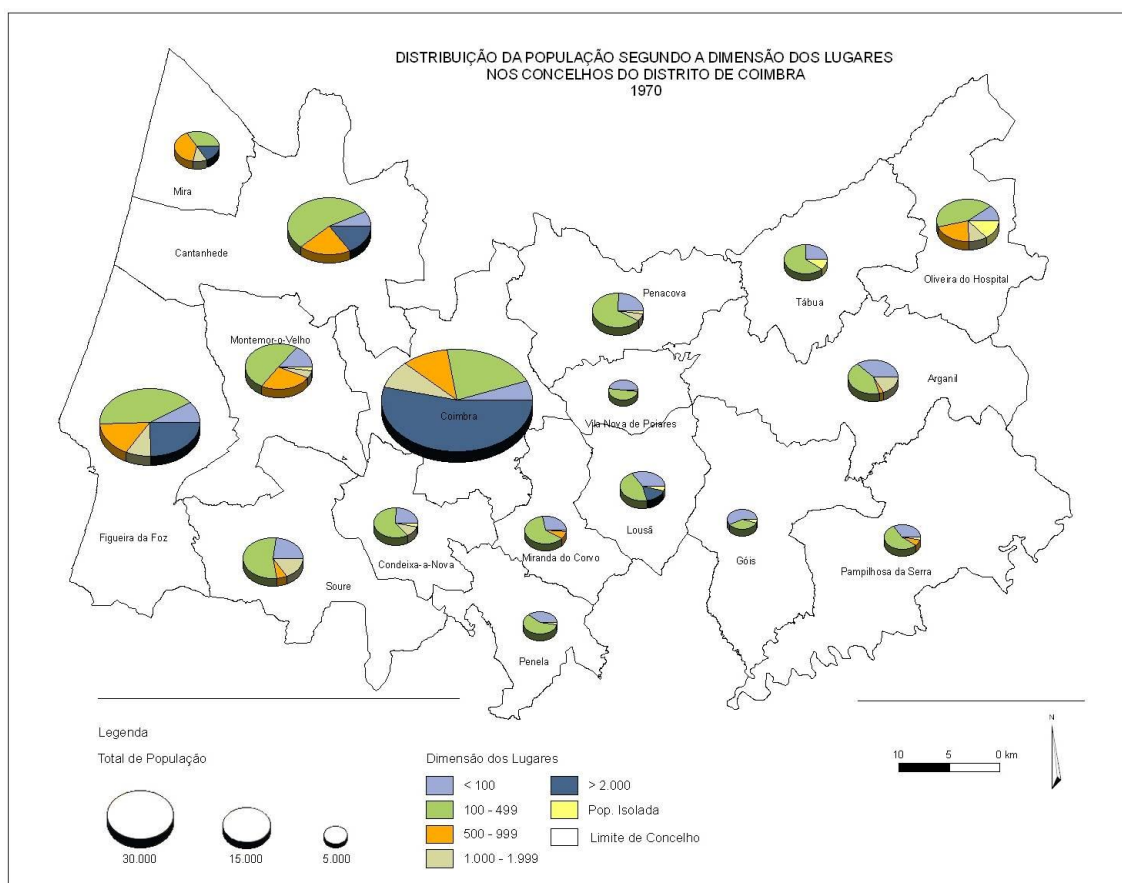 DISTRIBUIÇÃO DA POPULAÇÃO SEGUNDO A DIMENSÃO DOS LUGARES
NOS CONCELHOS DO DISTRITO DE COIMBRA
1970
Mira
Cantanhede
Oliveira do Hospital
Penacova
Tábua
Montemor-o-Velho
Arganil
Coimbra
Vila Nova de Poiares
Figueira da Foz
Soure
Condeixa-a-Nova
Miranda do Corvo
Lousã
Góis
Pampilhosa da Serra
Penela
Legenda
Total de População
30.000
15.000
5.000
Dimensão dos Lugares
< 100
100 - 499
500 - 999
1.000 - 1.999
> 2.000
Pop. Isolada
Limite de Concelho
10 5 0 km
N